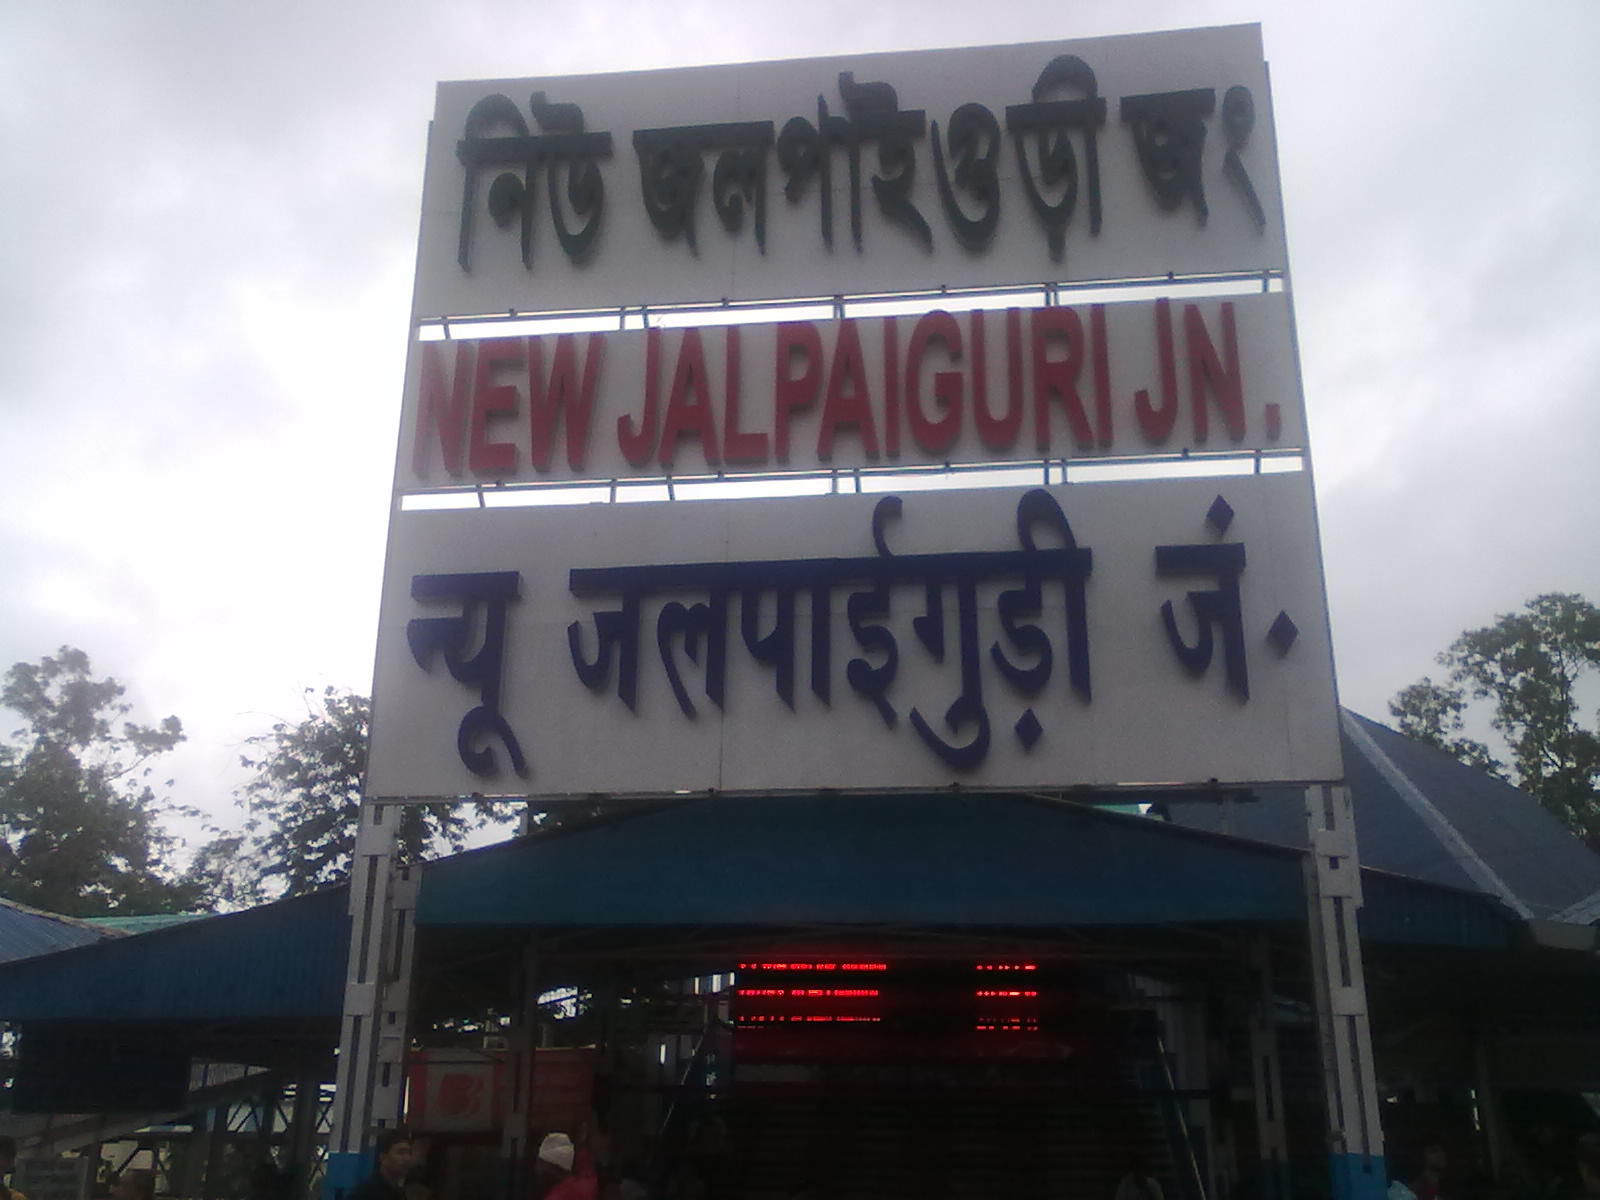 নিউ জলপাইগুড়ী জং
NEW JALPAIGURI JN.
न्यू जलपाईगुड़ी जं.